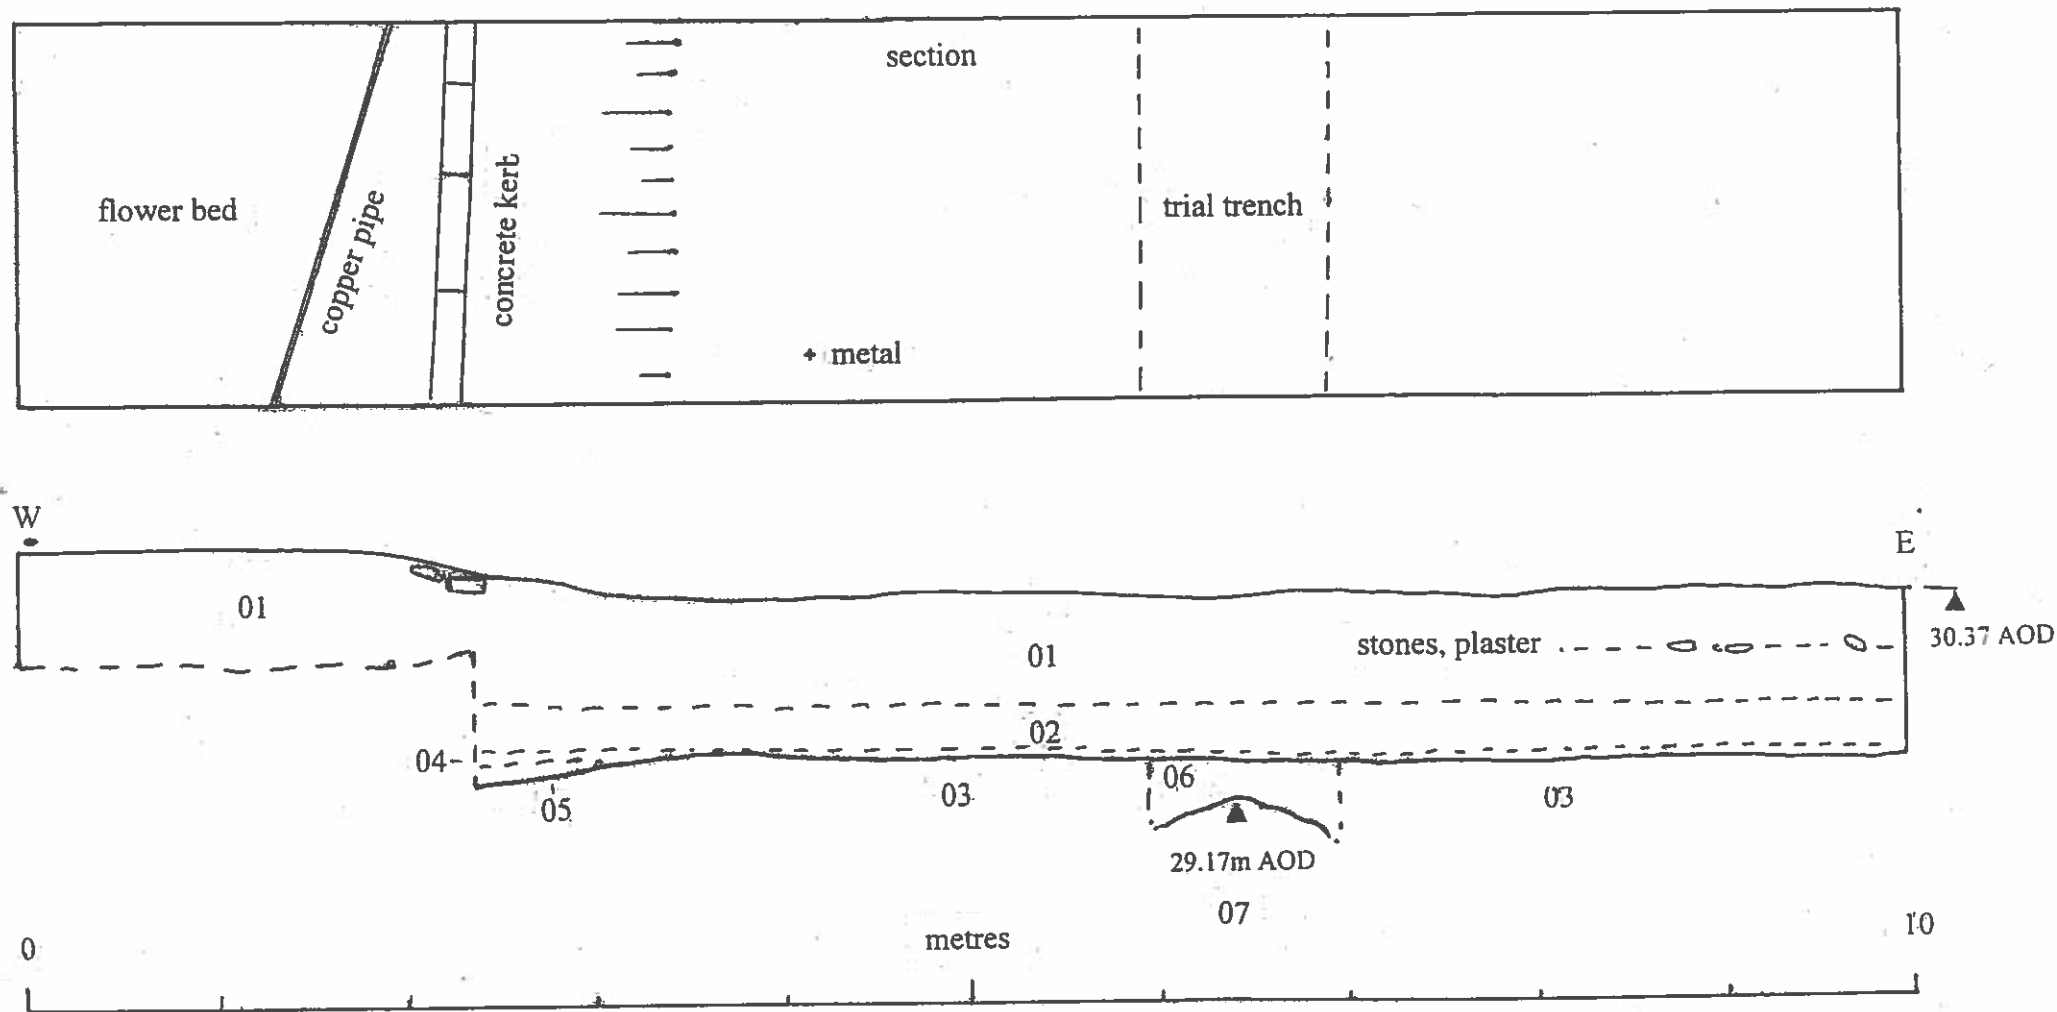 section
flower bed
copper pipe
concrete kert
trial trench
+ metal
W
E
01
01
stones, plaster
30.37 AOD
02
04
05
03
06
03
29.17m AOD
07
0
metres
10